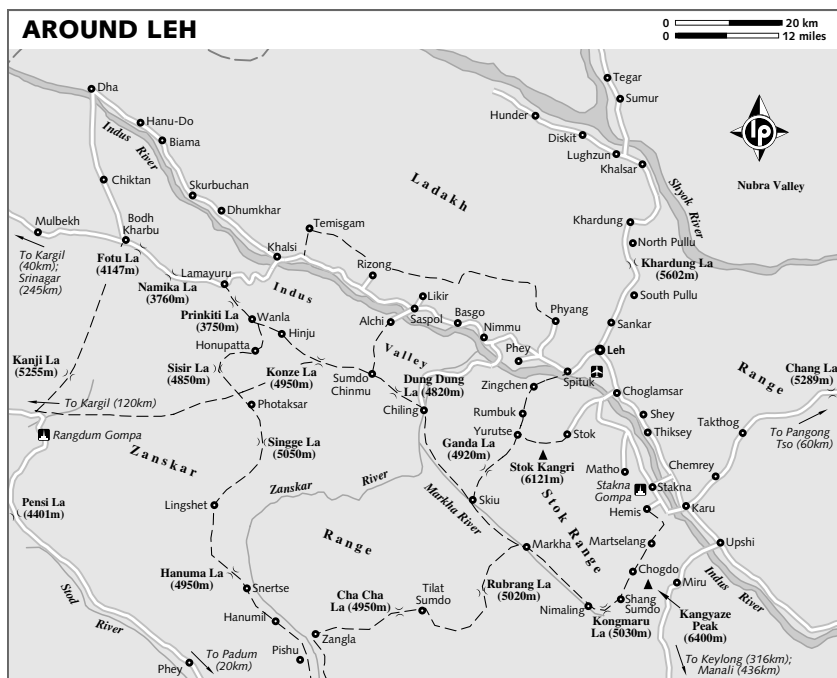 AROUND LEH
0 20 km
0 12 miles
Dha
Tegar
Sumur
Hunder
Hanu-Do
Diskit
Biama
Indus
River
Lughzun
Khalsar
Nubra Valley
lp
Chiktan
Skurbuchan
Ladakh
Shyok
River
Dhumkhar
Mulbekh
Bodh
Kharbu
Temisgam
Khardung
North Pullu
To Kargil
(40km);
Srinagar
(245km)
Fotu La
(4147m)
Khalsi
Rizong
Khardung La
(5602m)
Namika La
(3760m)
Lamayuru
Indus
Likir
South Pullu
Prinkiti La
(3750m)
Wanla
Alchi
Saspol
Basgo
Phyang
Sankar
Hinju
Nimmu
Honupatta
Valley
Phey
Leh
Kanji La
(5255m)
Sisir La
(4850m)
Konze La
(4950m)
Sumdo
Chinmu
Dung Dung
La (4820m)
Zingchen
Spituk
Choglamsar
Range
Chang La
(5289m)
To Kargil (120km)
Photaksar
Chiling
Rumbuk
Shey
Takthog
Rangdum Gompa
Singge La
(5050m)
Ganda La
(4920m)
Yurutse
Stok
Thiksey
To Pangong
Tso (60km)
Zanskar
Stok Kangri
(6121m)
Matho
Chemrey
Stakna
Gompa
Stakna
Zanskar
River
Pensi La
(4401m)
Lingshet
Markha River
Skiu
Stok Range
Hemis
Karu
Range
Markha
Martselang
Upshi
Hanuma La
(4950m)
Snertse
Cha Cha
La (4950m)
Tilat
Sumdo
Rubrang La
(5020m)
Chogdo
Miru
Indus
River
Stod
River
Hanumil
Nimaling
Shang
Sumdo
Kongmaru
La (5030m)
Kangyaze
Peak
(6400m)
Zangla
Phey
To Padum
(20km)
Pishu
To Keylong (316km);
Manali (436km)